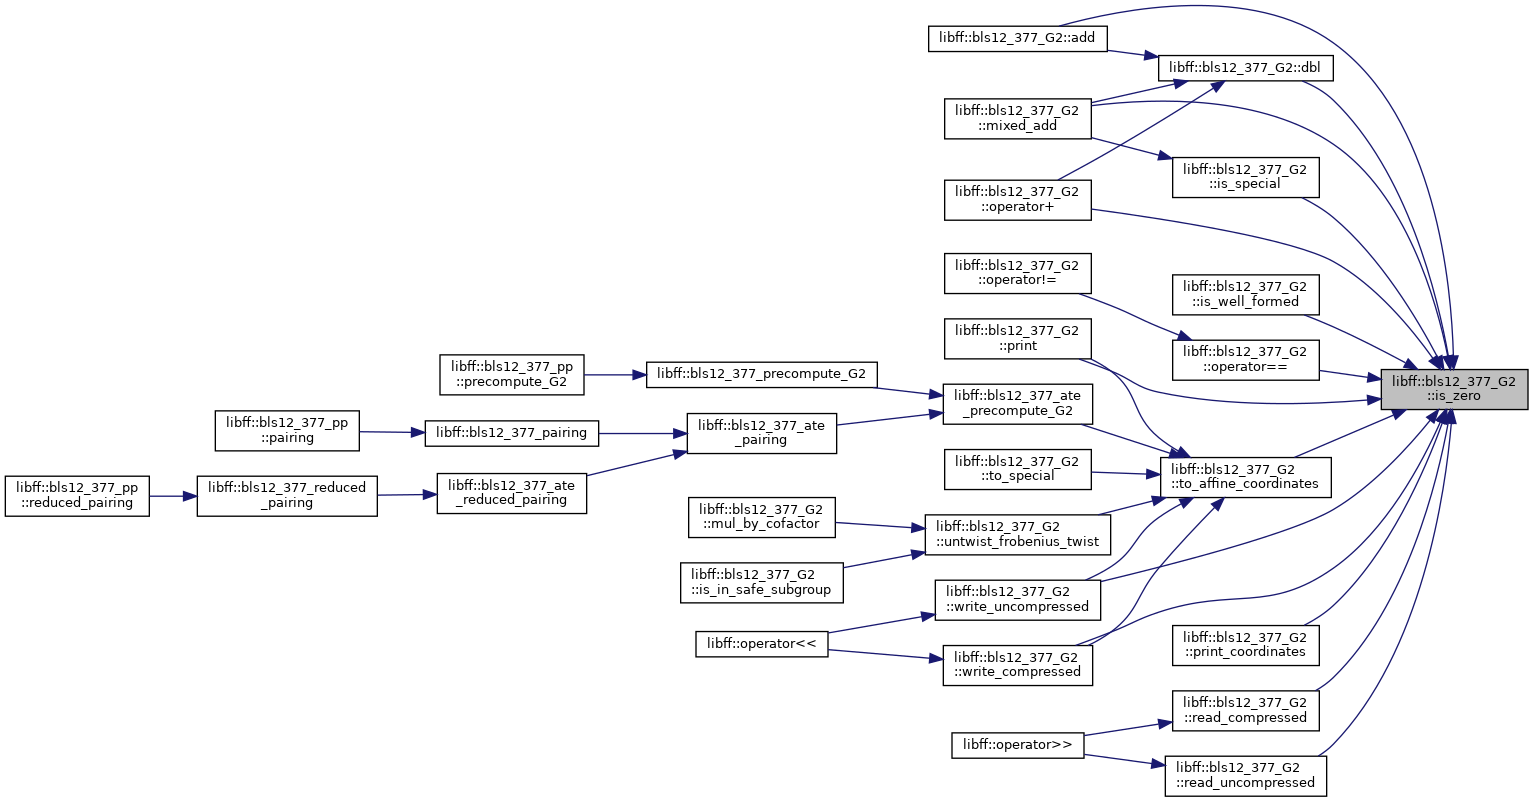 libff::bls12_377_G2::add
libff::bls12_377_G2::dbl
libff::bls12_377_G2
::mixed_add
libff::bls12_377_G2
::is_special
libff::bls12_377_G2
::operator+
libff::bls12_377_G2
::operator!=
libff::bls12_377_G2
::is_well_formed
libff::bls12_377_G2
::print
libff::bls12_377_G2
::operator==
libff::bls12_377_pp
::precompute_G2
libff::bls12_377_precompute_G2
libff::bls12_377_ate
_precompute_G2
libff::bls12_377_G2
::is_zero
libff::bls12_377_pp
::pairing
libff::bls12_377_pairing
libff::bls12_377_ate
_pairing
libff::bls12_377_G2
::to_special
libff::bls12_377_G2
::to_affine_coordinates
libff::bls12_377_pp
::reduced_pairing
libff::bls12_377_reduced
_pairing
libff::bls12_377_ate
_reduced_pairing
libff::bls12_377_G2
::mul_by_cofactor
libff::bls12_377_G2
::untwist_frobenius_twist
libff::bls12_377_G2
::is_in_safe_subgroup
libff::bls12_377_G2
::write_uncompressed
libff::operator<<
libff::bls12_377_G2
::write_compressed
libff::bls12_377_G2
::print_coordinates
libff::bls12_377_G2
::read_compressed
libff::operator>>
libff::bls12_377_G2
::read_uncompressed